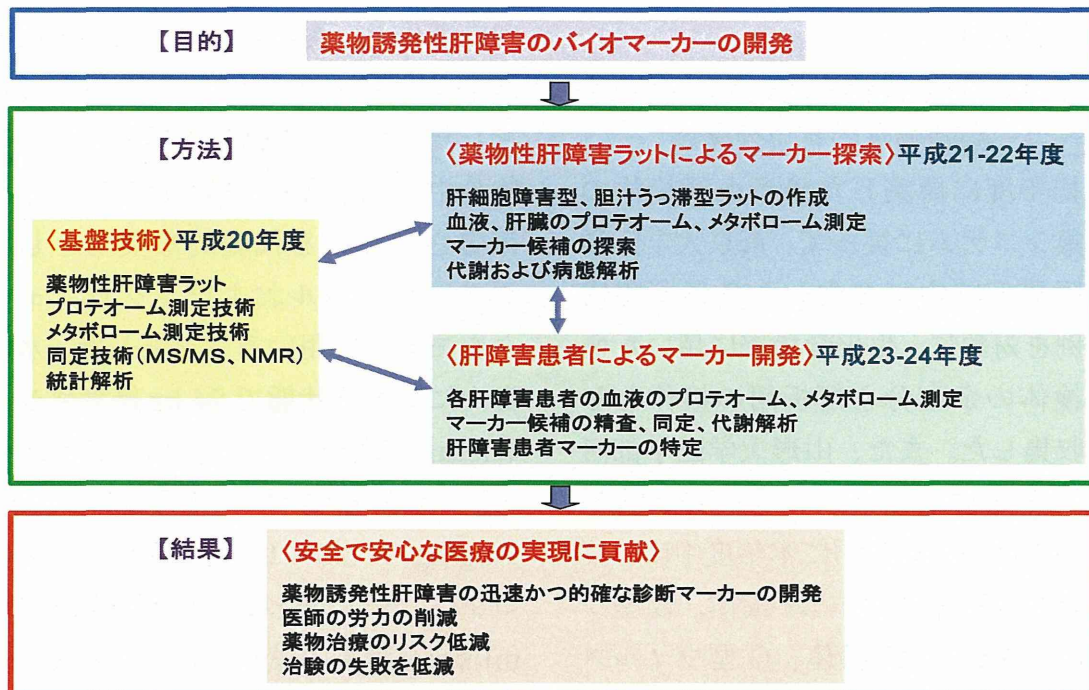 【目的】 薬物誘発性肝障害のバイオマーカーの開発
【方法】
〈薬物性肝障害ラットによるマーカー探索〉平成21-22年度
肝細胞障害型、胆汁うっ滞型ラットの作成
血液、肝臓のプロテオーム、メタボローム測定
マーカー候補の探索
代謝および病態解析
〈基盤技術〉平成20年度
薬物性肝障害ラット
プロテオーム測定技術
メタボローム測定技術
同定技術(MS/MS、NMR)
統計解析
〈肝障害患者によるマーカー開発〉平成23-24年度
各肝障害患者の血液のプロテオーム、メタボローム測定
マーカー候補の精査、同定、代謝解析
肝障害患者マーカーの特定
【結果】 〈安全で安心な医療の実現に貢献〉
薬物誘発性肝障害の迅速かつ的確な診断マーカーの開発
医師の労力の削減
薬物治療のリスク低減
治験の失敗を低減